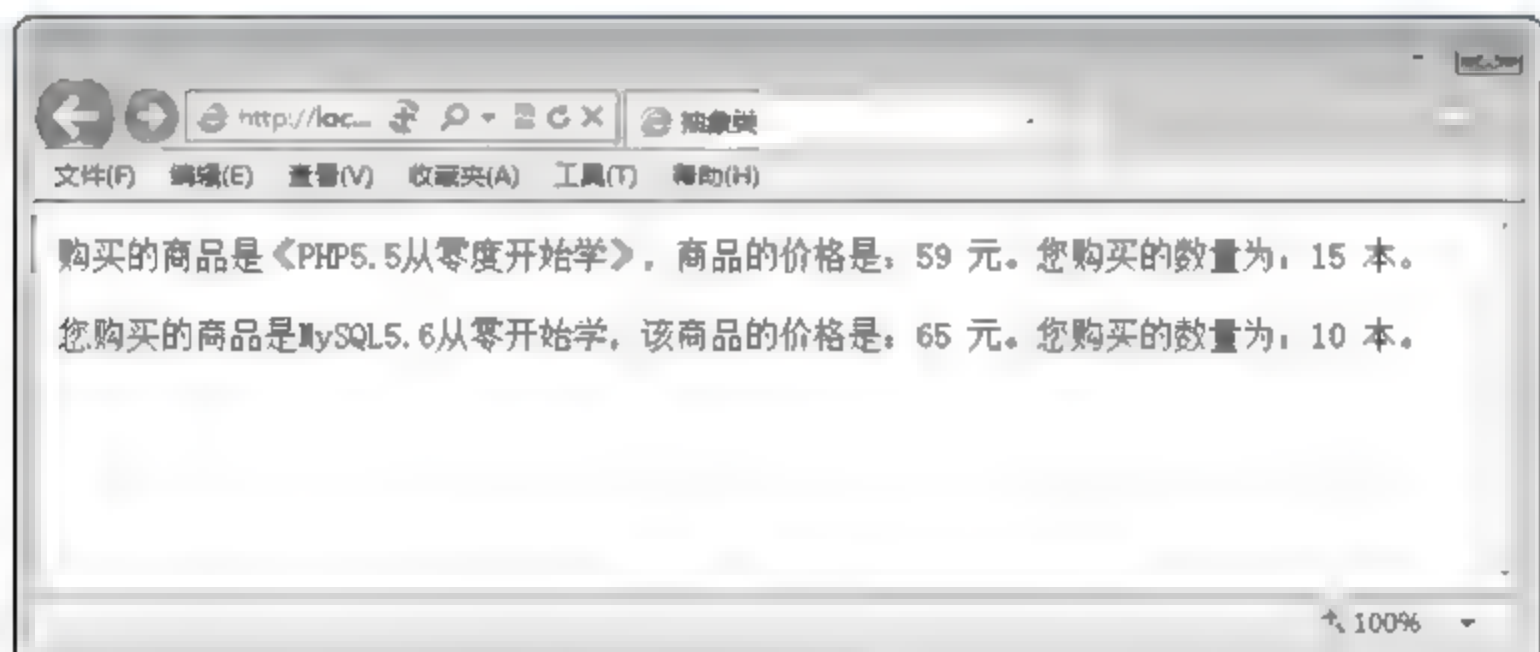 http://loc... 抽象类
文件(F) 编辑(E) 查看(V) 收藏夹(A) 工具(T) 帮助(H)
购买的商品是《PHP5.5从零度开始学》，商品的价格是：59 元。您购买的数量为：15 本。
您购买的商品是MySQL5.6从零开始学，该商品的价格是：65 元。您购买的数量为：10 本。
100%